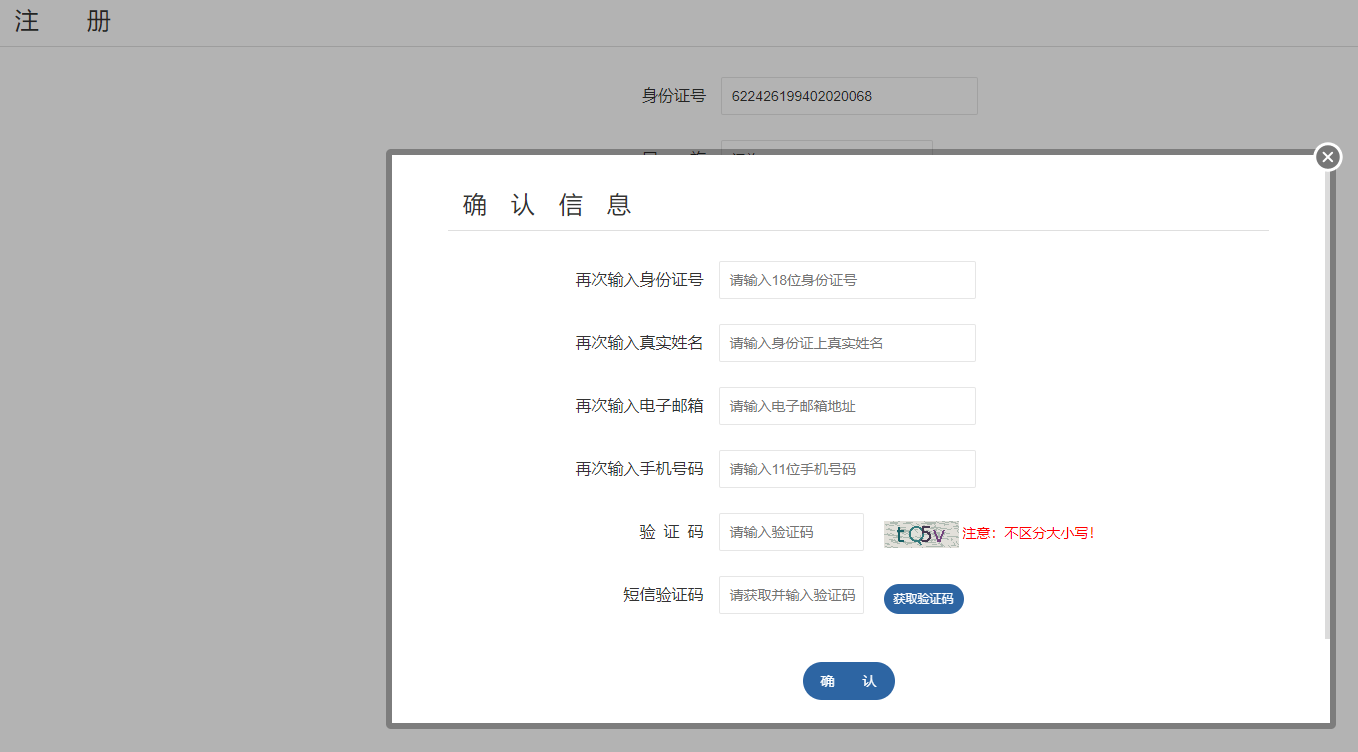 注 册
身份证号 622426199402020068
确 认 信 息
再次输入身份证号 请输入18位身份证号
再次输入真实姓名 请输入身份证上真实姓名
再次输入电子邮箱 请输入电子邮箱地址
再次输入手机号码 请输入11位手机号码
验 证 码 请输入验证码 tQ5v 注意：不区分大小写！
短信验证码 请获取并输入验证码 获取验证码
确 认